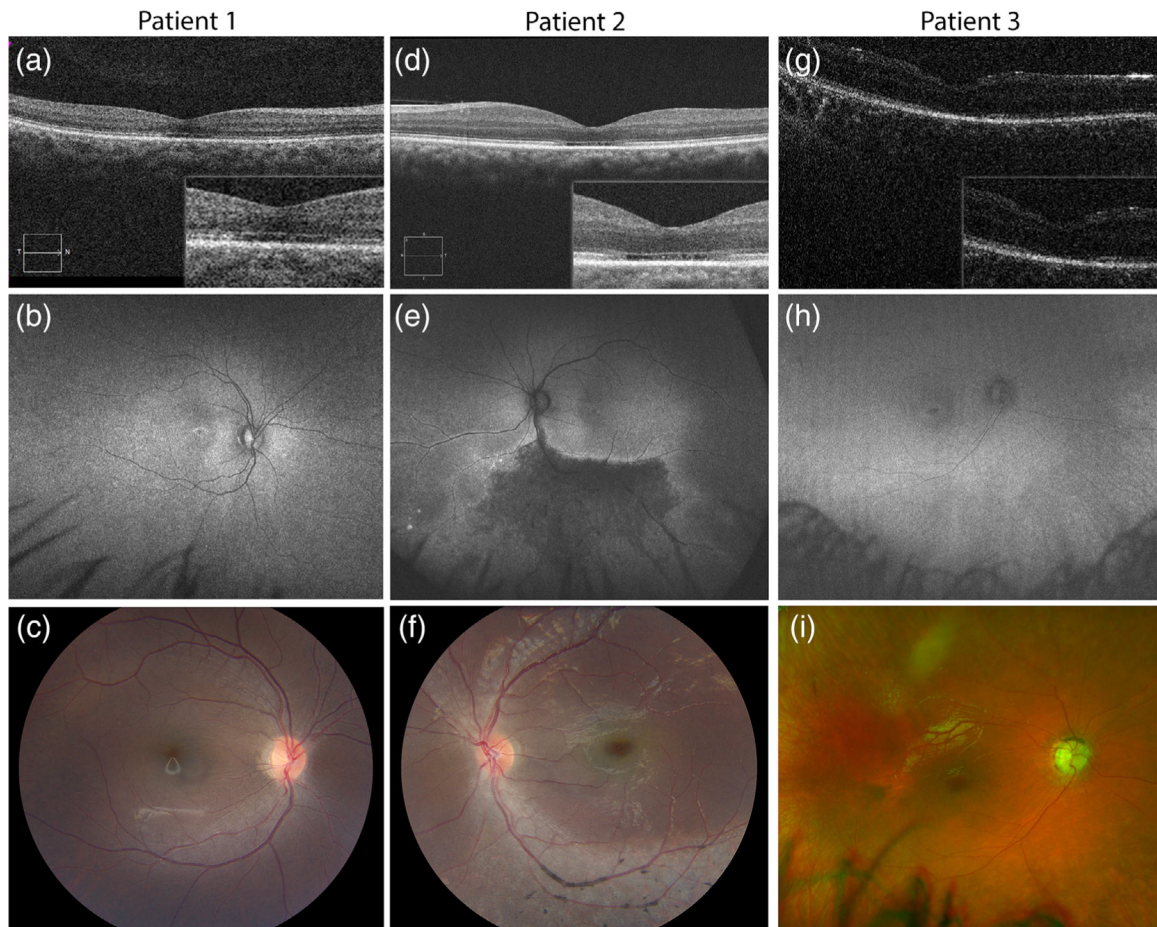 Patient 1 Patient 2 Patient 3
(a) (d) (g)
T N
(b) (e) (h)
(c) (f) (i)